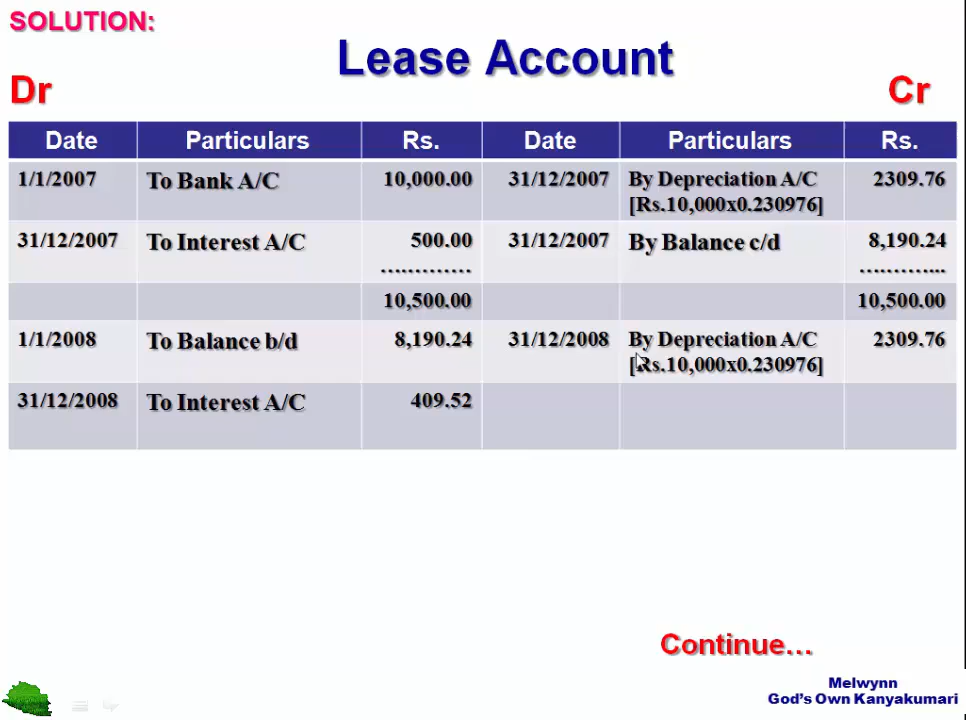 SOLUTION:
Lease Account
Dr
Cr
Date Particulars Rs. Date Particulars Rs.
1/1/2007 To Bank A/C 10,000.00 31/12/2007 By Depreciation A/C 2309.76
[Rs.10,000x0.230976]
31/12/2007 To Interest A/C 500.00 31/12/2007 By Balance c/d 8,190.24
…………… …………...
10,500.00 10,500.00
1/1/2008 To Balance b/d 8,190.24 31/12/2008 By Depreciation A/C 2309.76
[Rs.10,000x0.230976]
31/12/2008 To Interest A/C 409.52
Continue…
Melwynn
God's Own Kanyakumari